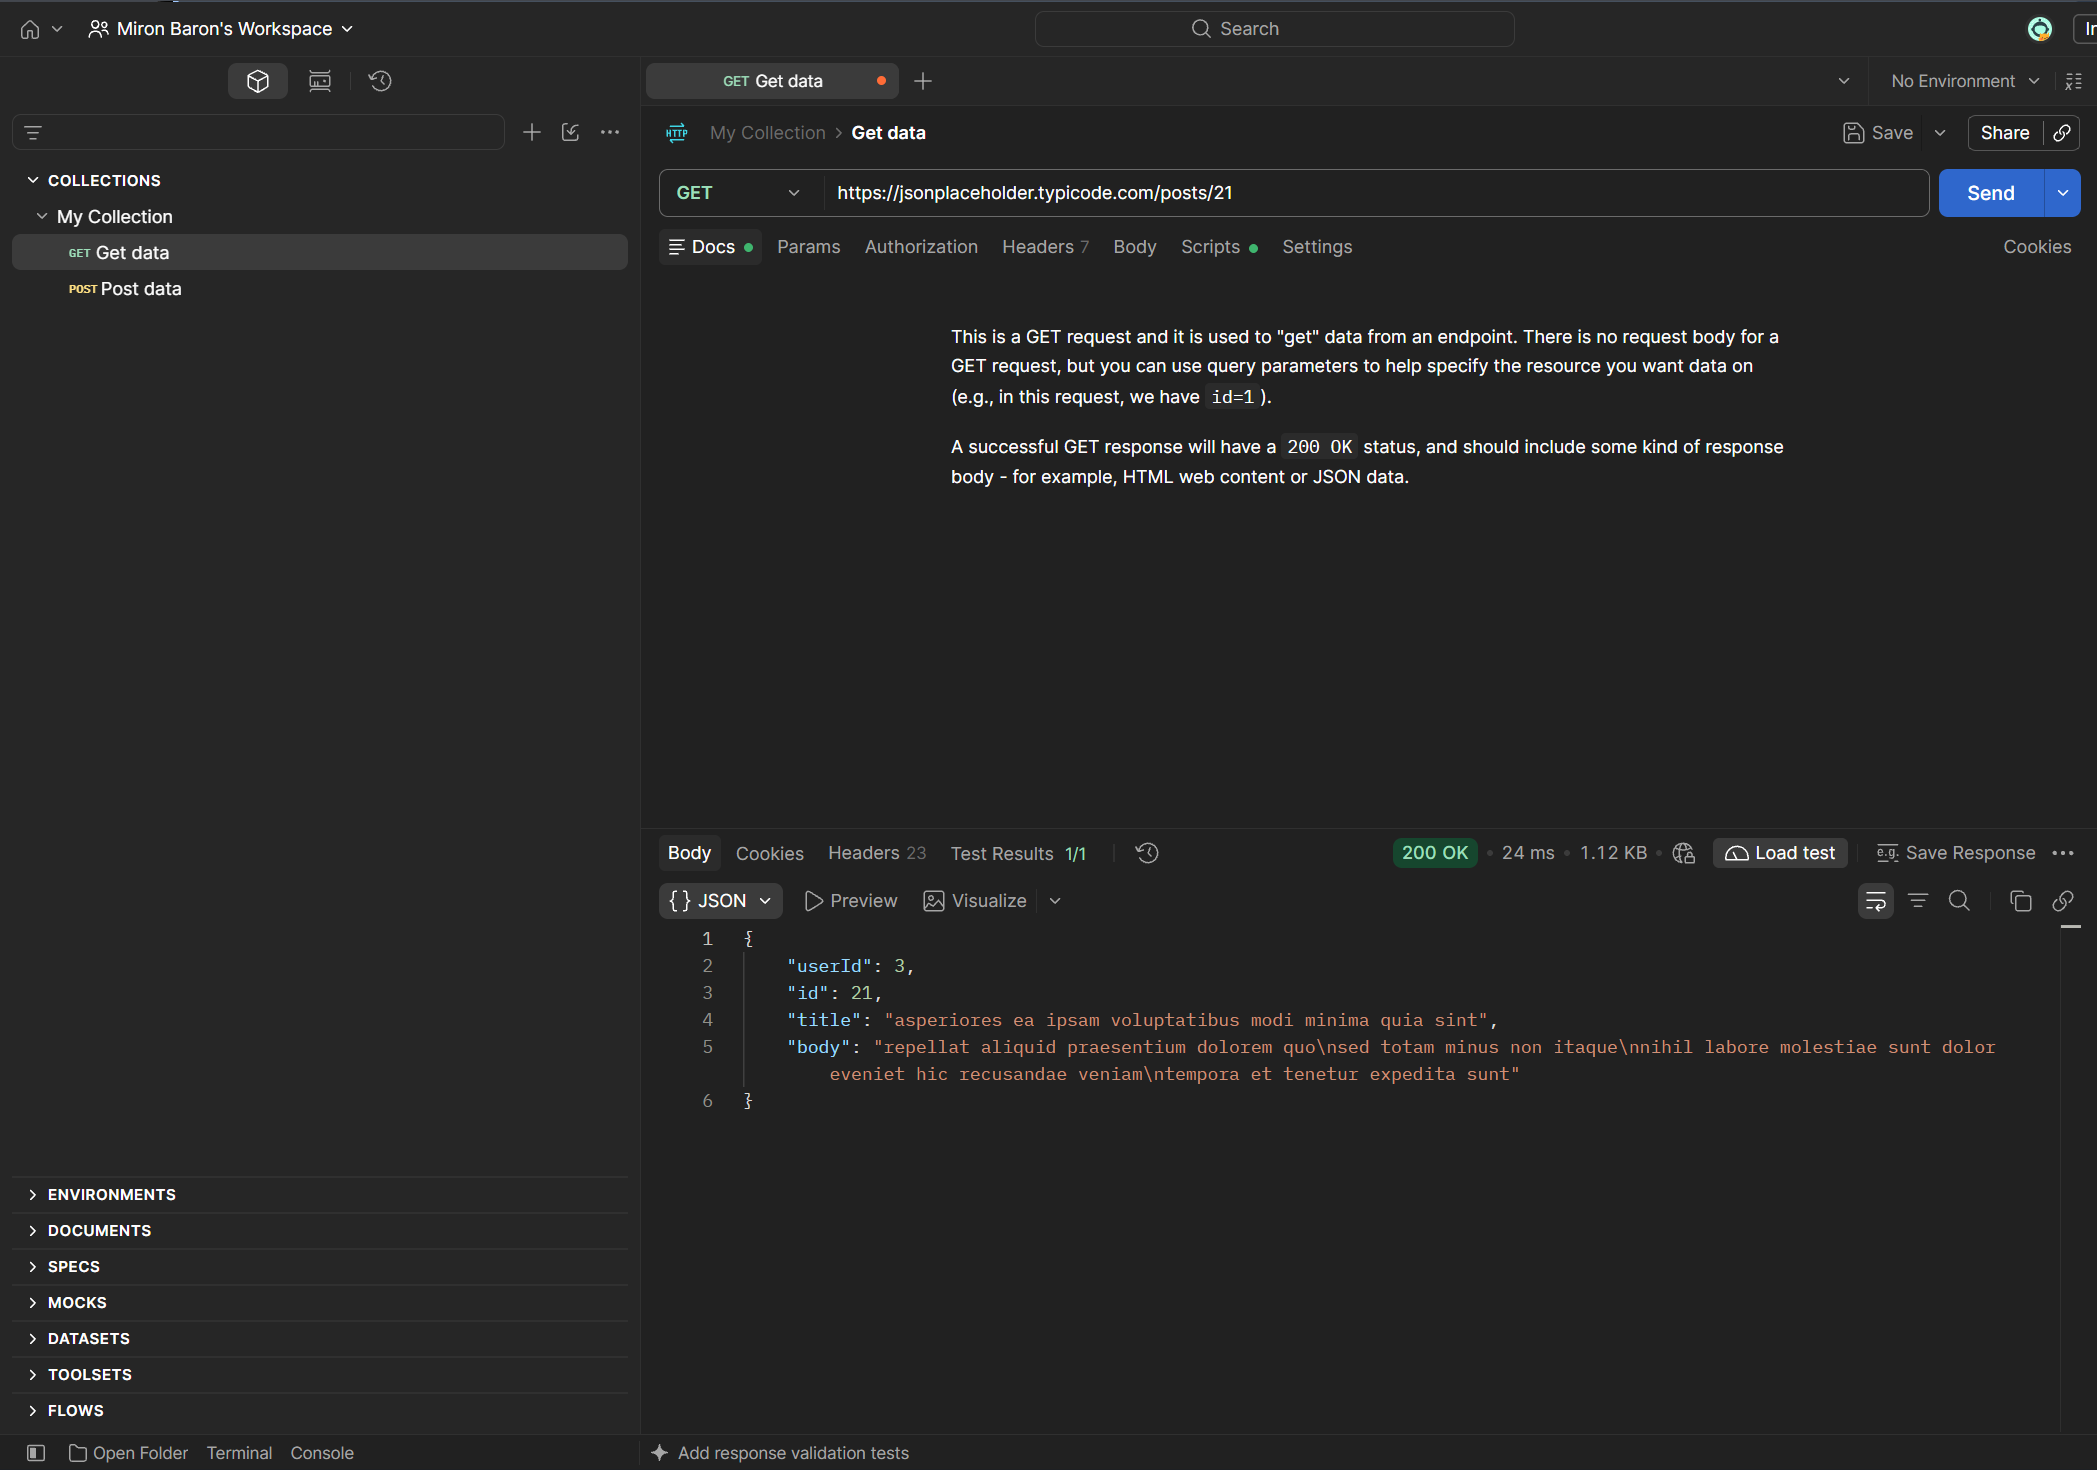 Miron Baron's Workspace
Search
GET Get data
No Environment
HTTP My Collection > Get data
Save
Share
COLLECTIONS
My Collection
GET Get data
POST Post data
GET https://jsonplaceholder.typicode.com/posts/21
Send
Docs Params Authorization Headers 7 Body Scripts Settings Cookies
This is a GET request and it is used to "get" data from an endpoint. There is no request body for a
GET request, but you can use query parameters to help specify the resource you want data on
(e.g., in this request, we have id=1 ).
A successful GET response will have a 200 OK status, and should include some kind of response
body - for example, HTML web content or JSON data.
Body Cookies Headers 23 Test Results 1/1
200 OK • 24 ms • 1.12 KB • Load test e.g. Save Response
{} JSON Preview Visualize
1 {
2 "userId": 3,
3 "id": 21,
4 "title": "asperiores ea ipsam voluptatibus modi minima quia sint",
5 "body": "repellat aliquid praesentium dolorem quo\nsed totam minus non itaque\nnihil labore molestiae sunt dolor
eveniet hic recusandae veniam\ntempora et tenetur expedita sunt"
6 }
ENVIRONMENTS
DOCUMENTS
SPECS
MOCKS
DATASETS
TOOLSETS
FLOWS
Open Folder Terminal Console
Add response validation tests